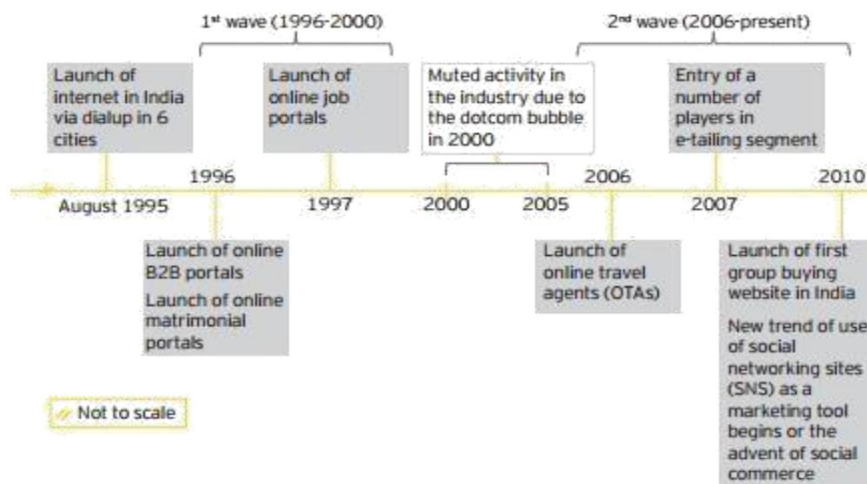 1st wave (1996-2000)
2nd wave (2006-present)
Launch of
internet in India
via dialup in 6
cities
Launch of
online job
portals
Muted activity in
the industry due to
the dotcom bubble
in 2000
Entry of a
number of
players in
e-tailing segment
1996
2006
2010
August 1995
1997
2000
2005
2007
Launch of online
B2B portals
Launch of online
matrimonial
portals
Launch of
online travel
agents (OTAs)
Launch of first
group buying
website in India
New trend of use
of social
networking sites
(SNS) as a
marketing tool
begins or the
advent of social
commerce
Not to scale